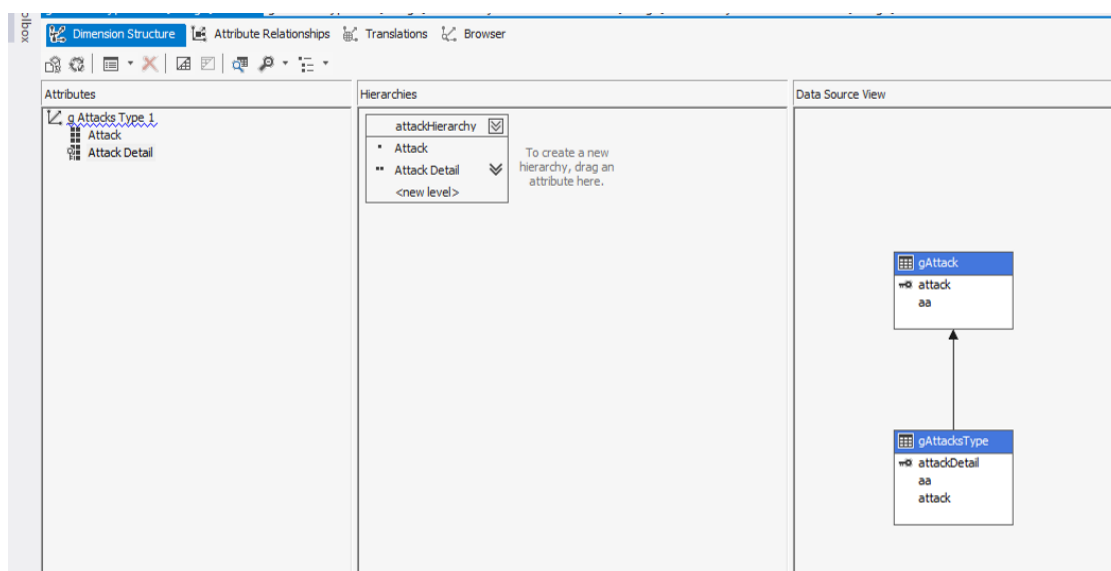 Dimension Structure
Attribute Relationships
Translations
Browser
Attributes
g Attacks Type 1
Attack
Attack Detail
Hierarchies
attackHierarchy
Attack
Attack Detail
<new level>
To create a new
hierarchy, drag an
attribute here.
Data Source View
gAttack
attack
aa
gAttacksType
attackDetail
aa
attack